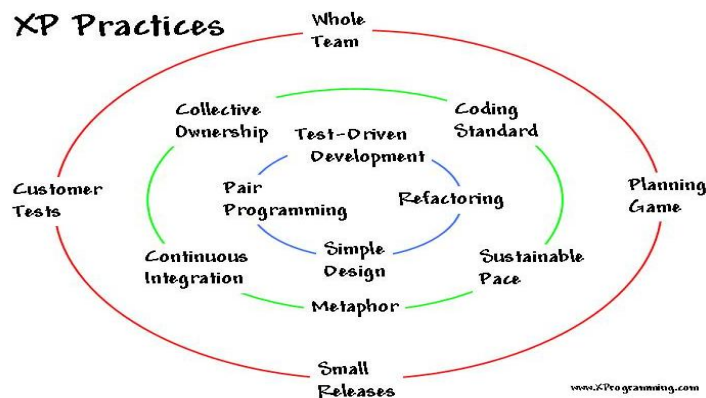 XP Practices
Whole
Team
Collective
Ownership
Coding
Standard
Test-Driven
Development
Customer
Tests
Pair
Programming
Refactoring
Planning
Game
Continuous
Integration
Simple
Design
Sustainable
Pace
Metaphor
Small
Releases
www.XProgramming.com